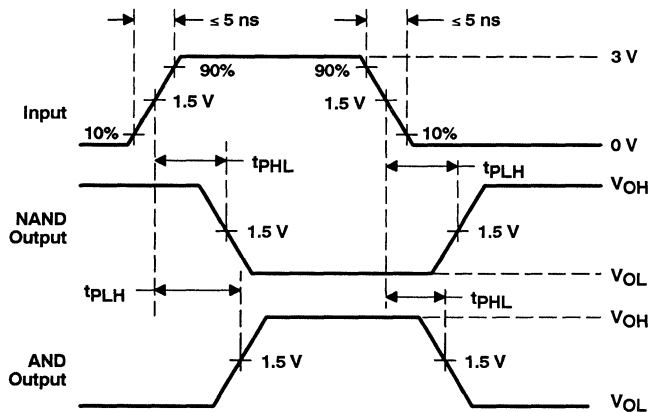 ≤ 5 ns
≤ 5 ns
3 V
90%
90%
Input
1.5 V
1.5 V
10%
10%
0 V
tPHL
tPLH
VOH
NAND
Output
1.5 V
1.5 V
VOL
tPLH
tPHL
VOH
AND
Output
1.5 V
1.5 V
VOL